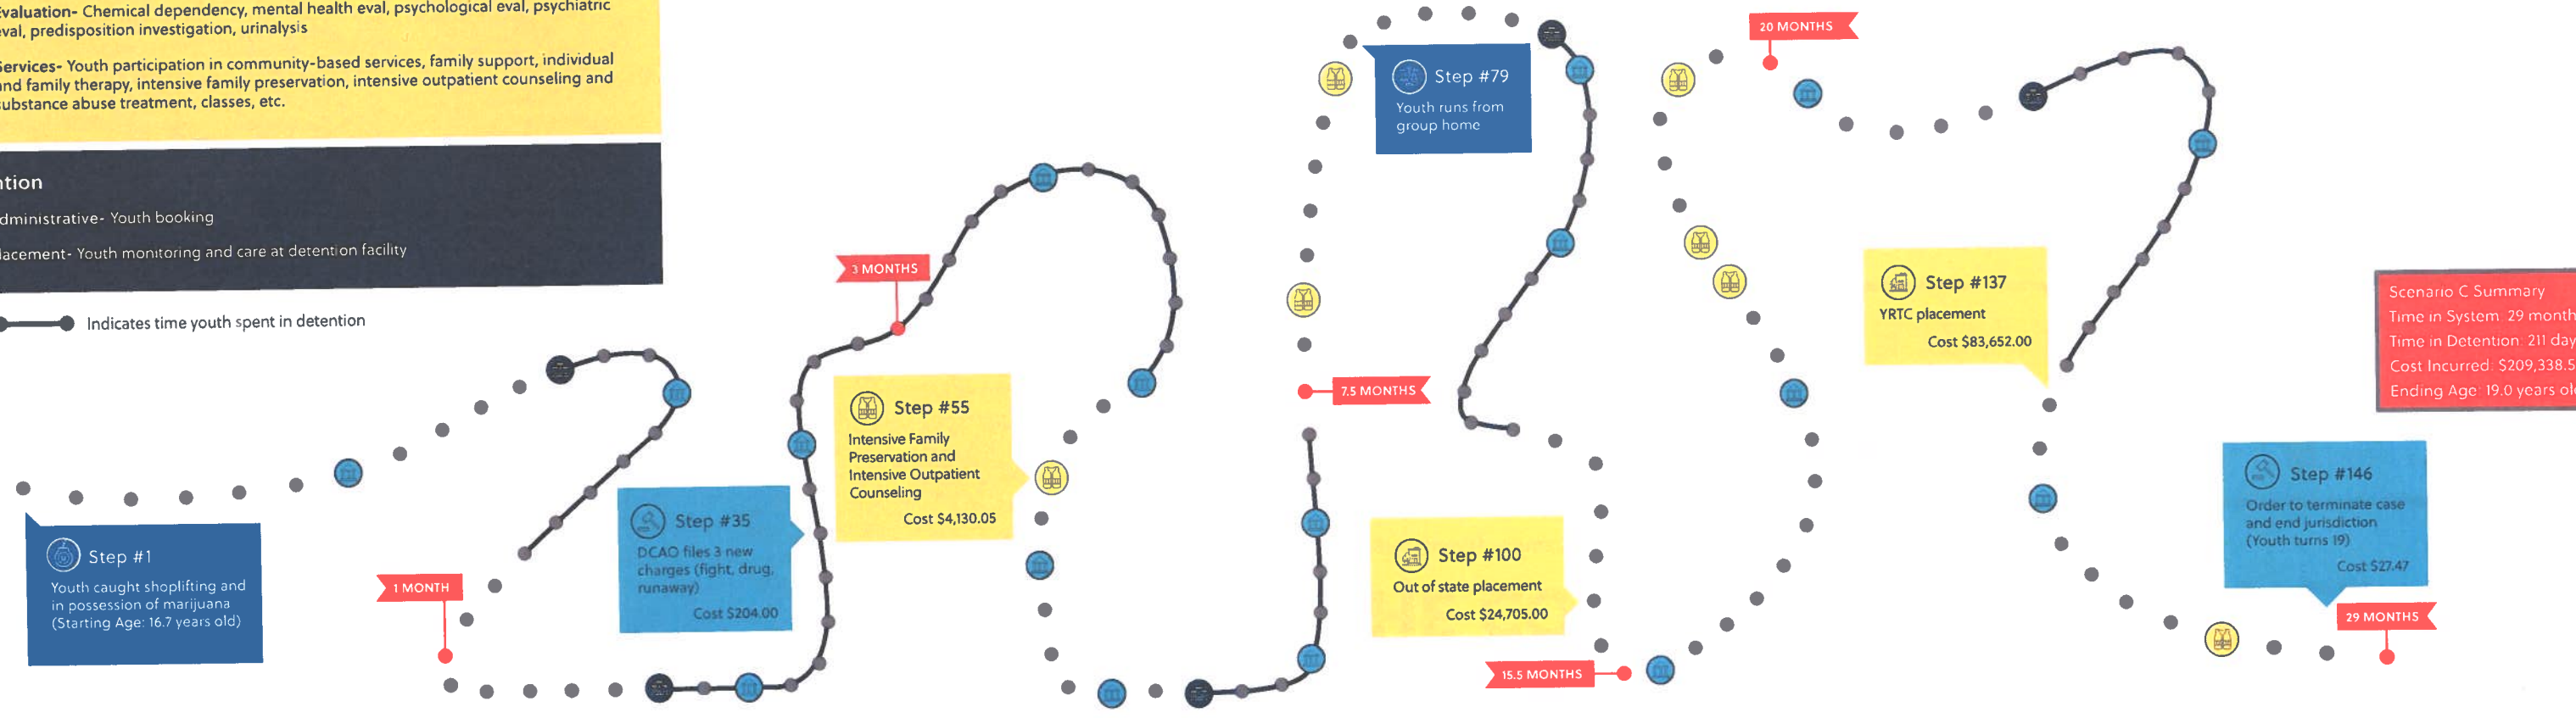 Evaluation- Chemical dependency, mental health eval, psychological eval, psychiatric
eval, predisposition investigation, urinalysis
Services- Youth participation in community-based services, family support, individual
and family therapy, intensive family preservation, intensive outpatient counseling and
substance abuse treatment, classes, etc.
ntion
dministrative- Youth booking
lacement- Youth monitoring and care at detention facility
Indicates time youth spent in detention
Step #1
Youth caught shoplifting and
in possession of marijuana
(Starting Age: 16.7 years old)
1 MONTH
Step #35
DCAO files 3 new
charges (fight, drug,
runaway)
Cost $204.00
3 MONTHS
Step #55
Intensive Family
Preservation and
Intensive Outpatient
Counseling
Cost $4,130.05
7.5 MONTHS
Step #79
Youth runs from
group home
Step #100
Out of state placement
Cost $24,705.00
15.5 MONTHS
20 MONTHS
Step #137
YRTC placement
Cost $83,652.00
Step #146
Order to terminate case
and end jurisdiction
(Youth turns 19)
Cost $27.47
29 MONTHS
Scenario C Summary
Time in System: 29 month
Time in Detention: 211 day
Cost Incurred: $209,338.5
Ending Age: 19.0 years ol